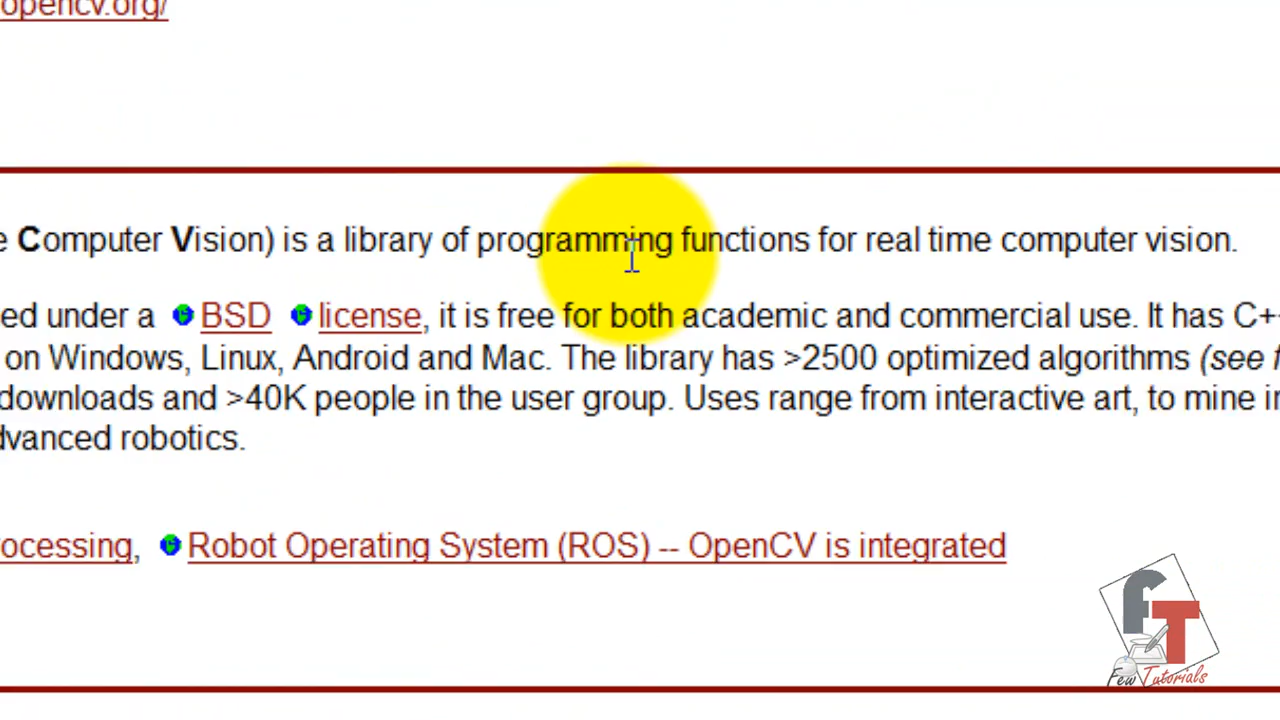 opencv.org/
e Computer Vision) is a library of programming functions for real time computer vision.
ed under a BSD license, it is free for both academic and commercial use. It has C++
on Windows, Linux, Android and Mac. The library has >2500 optimized algorithms (see f
downloads and >40K people in the user group. Uses range from interactive art, to mine in
dvanced robotics.
ocessing, Robot Operating System (ROS) -- OpenCV is integrated
fT
Few Tutorials